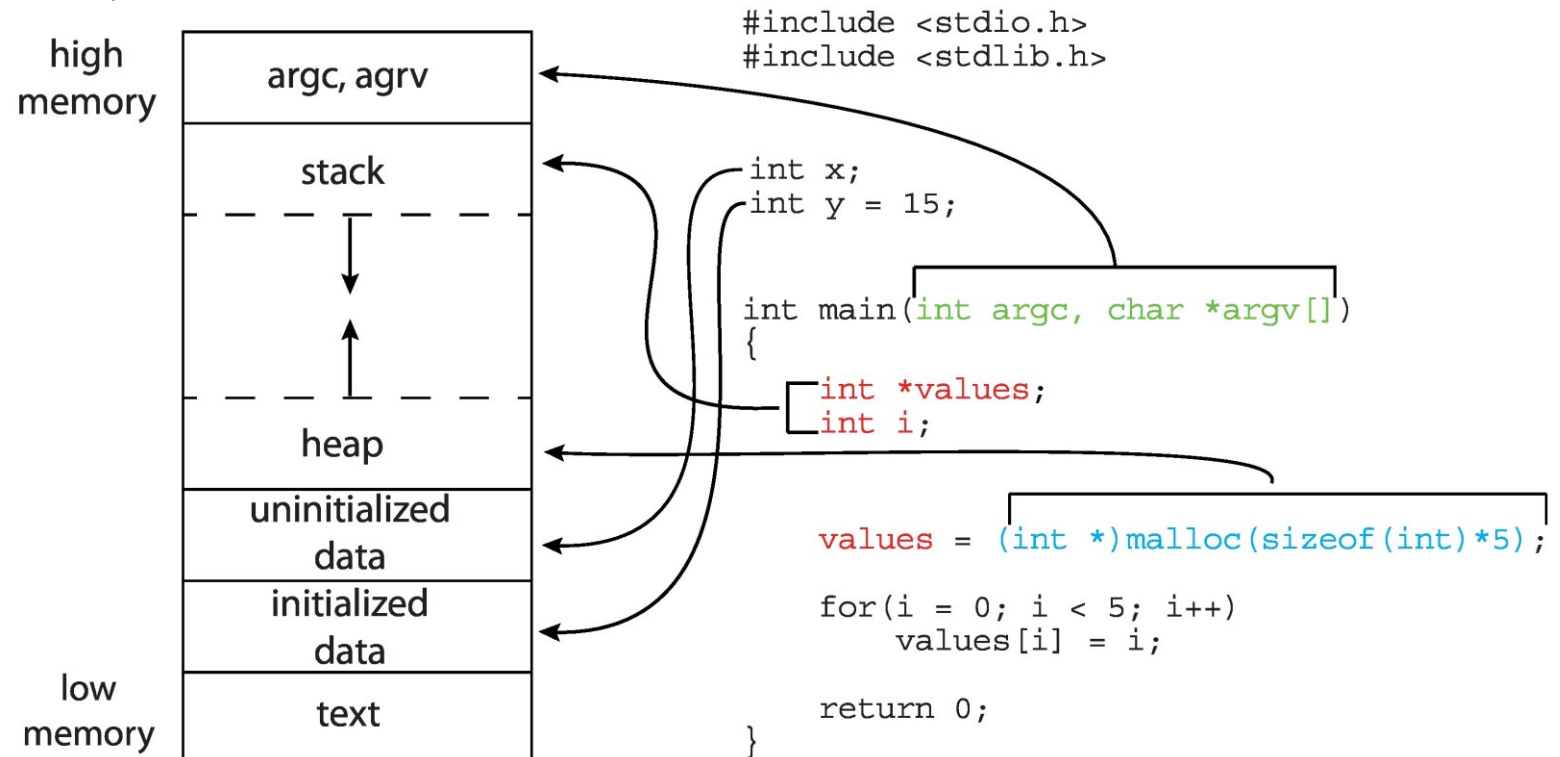 high
memory
argc, agrv
stack
heap
uninitialized
data
initialized
data
low
memory
text
#include <stdio.h>
#include <stdlib.h>
int x;
int y = 15;
int main(int argc, char *argv[])
{
int *values;
int i;
values = (int *)malloc(sizeof(int)*5);
for(i = 0; i < 5; i++)
values[i] = i;
return 0;
}